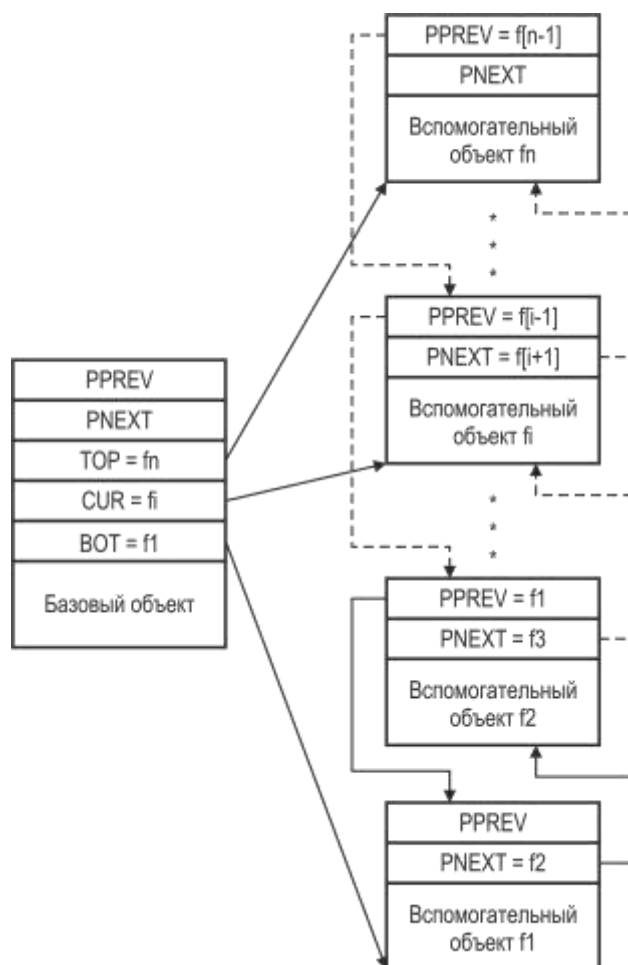 PPREV = f[n-1]
PNEXT
Вспомогательный
объект fn
*
*
*
PPREV = f[i-1]
PNEXT = f[i+1]
Вспомогательный
объект fi
PPREV
PNEXT
TOP = fn
CUR = fi
BOT = f1
Базовый объект
*
*
*
PPREV = f1
PNEXT = f3
Вспомогательный
объект f2
PPREV
PNEXT = f2
Вспомогательный
объект f1